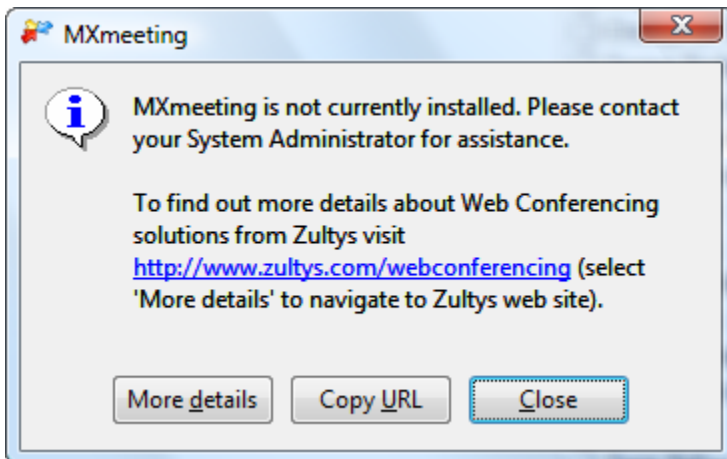 MXmeeting
MXmeeting is not currently installed. Please contact
your System Administrator for assistance.
To find out more details about Web Conferencing
solutions from Zultys visit
http://www.zultys.com/webconferencing (select
'More details' to navigate to Zultys web site).
More details Copy URL Close